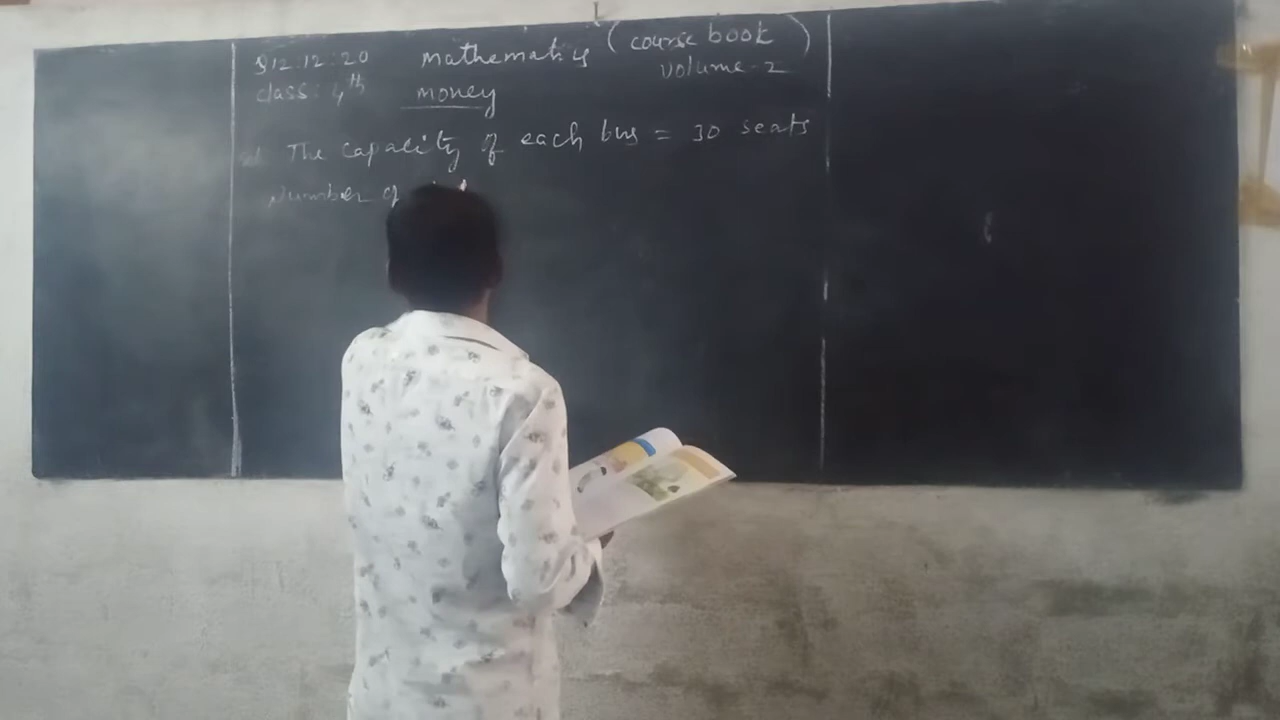 12:12:20 Mathematics (course book)
class: 4th volume-2
money
The capacity of each bus = 30 seats
Number of